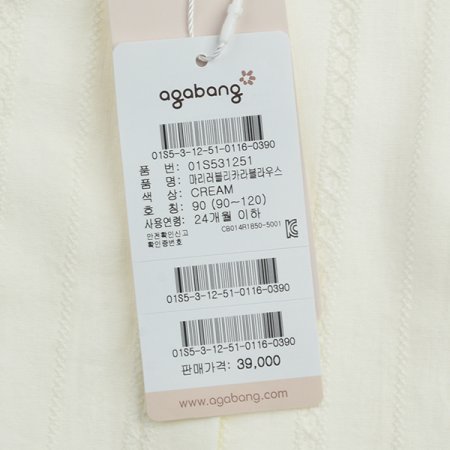 agabang
01S5-3-12-51-0116-0390
품 번: 01S531251
품 명: 마리러블리카라블라우스
색 상: CREAM
호 칭: 90 (90~120)
사용연령: 24개월 이하
안전확인신고
확인증번호 CB014R1850-5001
01S5-3-12-51-0116-0390
01S5-3-12-51-0116-0390
판매가격: 39,000
www.agabang.com